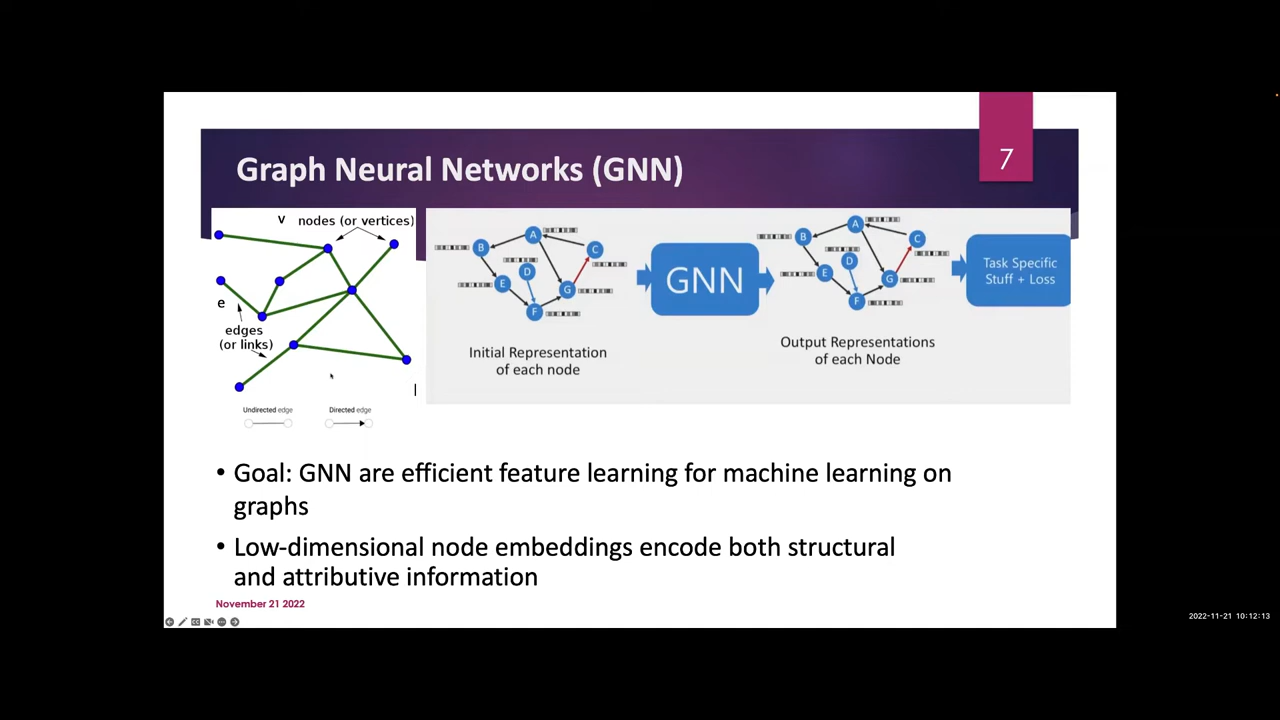 7
Graph Neural Networks (GNN)
V nodes (or vertices)
e
edges
(or links)
Undirected edge
Directed edge
A
B
C
D
E
G
F
Initial Representation
of each node
GNN
A
B
C
D
E
G
F
Output Representations
of each Node
Task Specific
Stuff + Loss
• Goal: GNN are efficient feature learning for machine learning on
graphs
• Low-dimensional node embeddings encode both structural
and attributive information
November 21 2022
2022-11-21 10:12:13